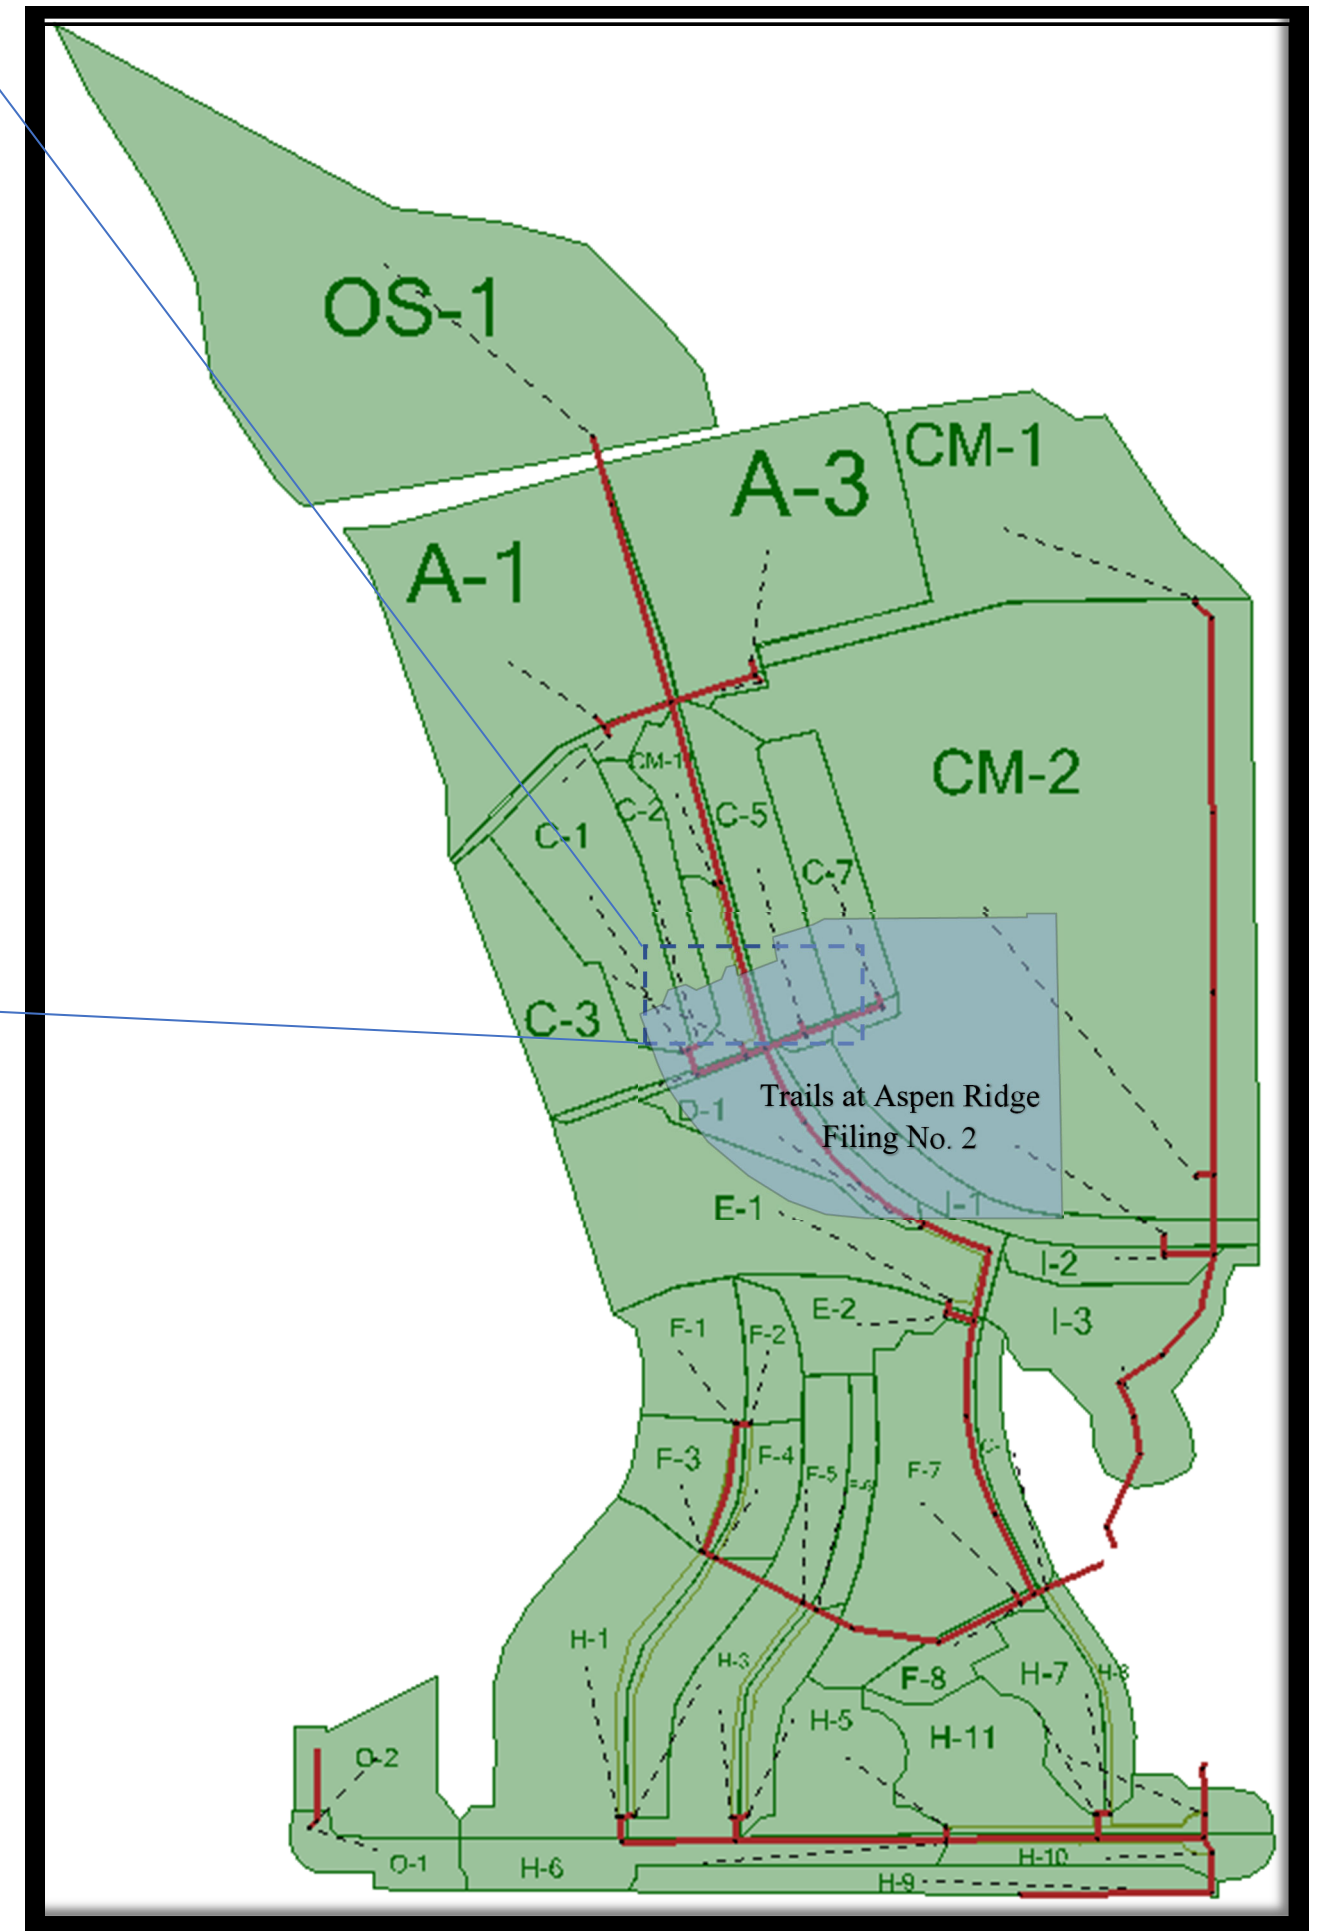 OS-1
CM-1
A-3
A-1
CM-1
CM-2
C-2
C-5
C-1
C-7
C-3
Trails at Aspen Ridge
D-1
Filing No. 2
E-1
I-1
I-2
E-2
I-3
F-1
F-2
F-3
F-4
F-5
F-7
H-1
H-3
F-8
H-7
H-8
H-5
H-11
O-2
O-1
H-6
H-10
H-9